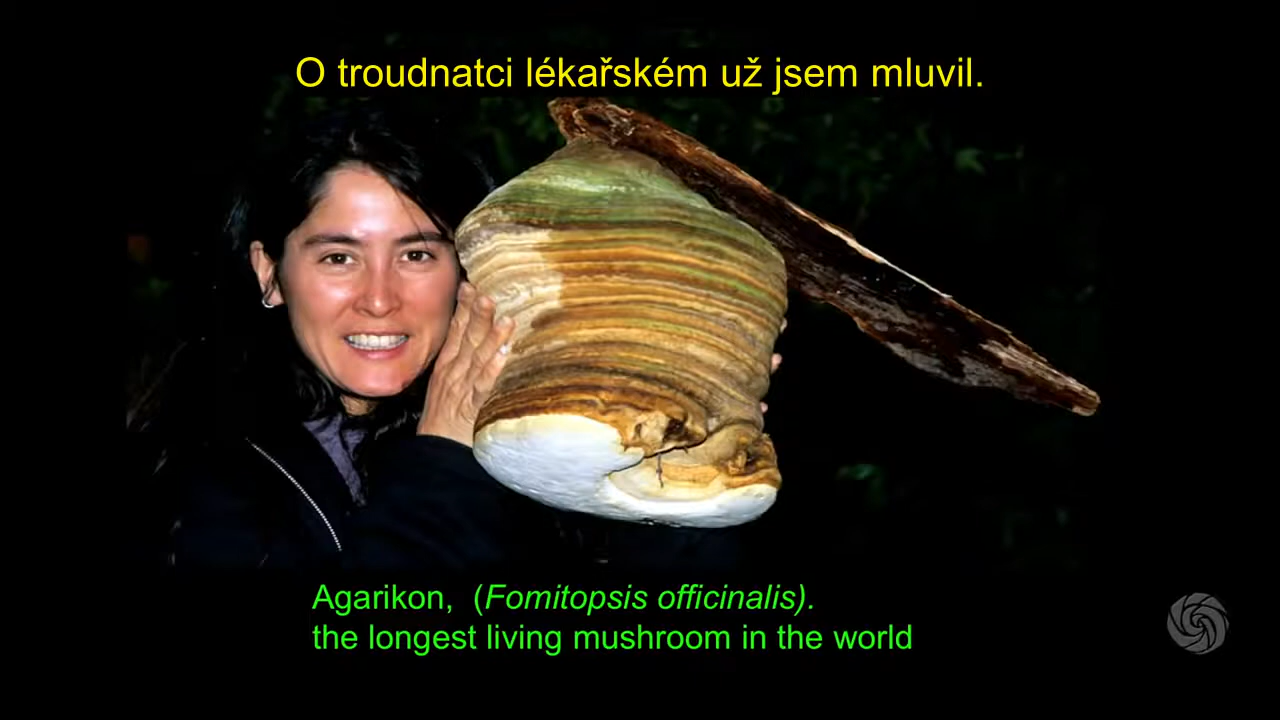 O troudnatci lékařském už jsem mluvil.
Agarikon, (Fomitopsis officinalis).
the longest living mushroom in the world